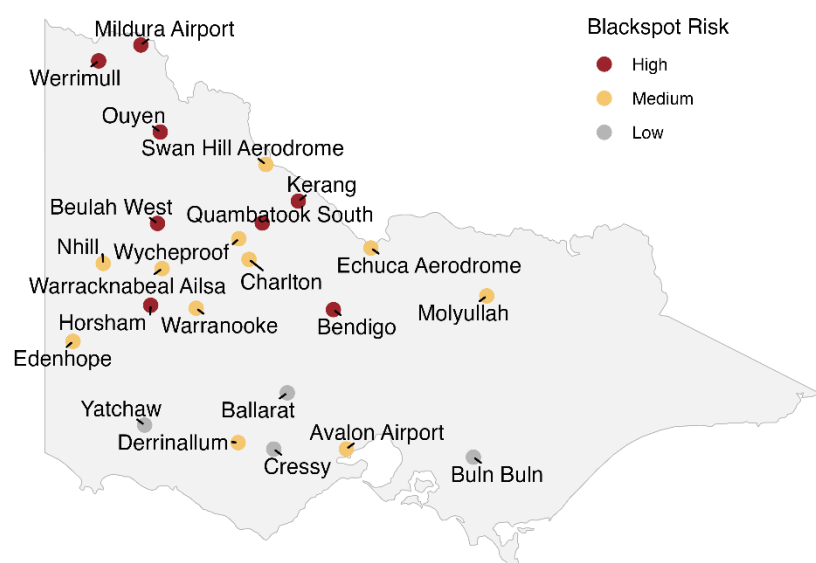 Mildura Airport
Blackspot Risk
High
Medium
Low
Werrimull
Ouyen
Swan Hill Aerodrome
Kerang
Beulah West
Quambatook South
Nhill
Wycheproof
Echuca Aerodrome
Charlton
Warracknabeal Ailsa
Molyullah
Horsham
Warranooke
Bendigo
Edenhope
Yatchaw
Ballarat
Derrinallum
Avalon Airport
Cressy
Buln Buln